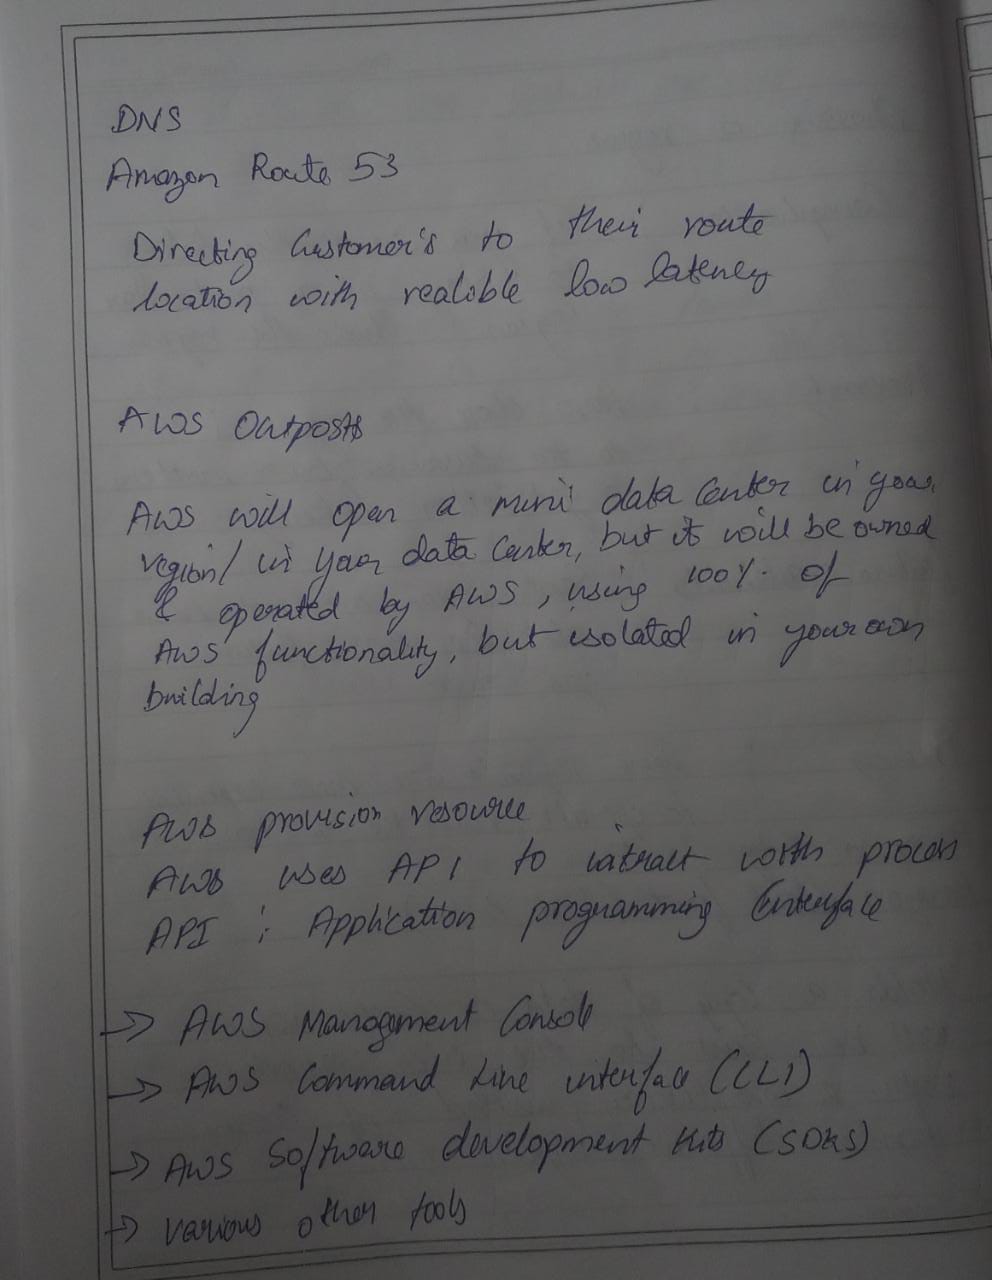 DNS
Amazon Route 53
Directing Customer's to their route
location with realible low latency
AWS Outposts
AWS will open a mini data Center in your
region/ in your data Center, but it will be owned
& operated by AWS, using 100% of
AWS functionality, but isolated in your own
building
AWS provision resource
AWS uses API to intract with process
API : Application programming Interface
→ AWS Management Console
→ AWS Command Line interface (CLI)
→ AWS Software development kits (SDKS)
→ various other tools